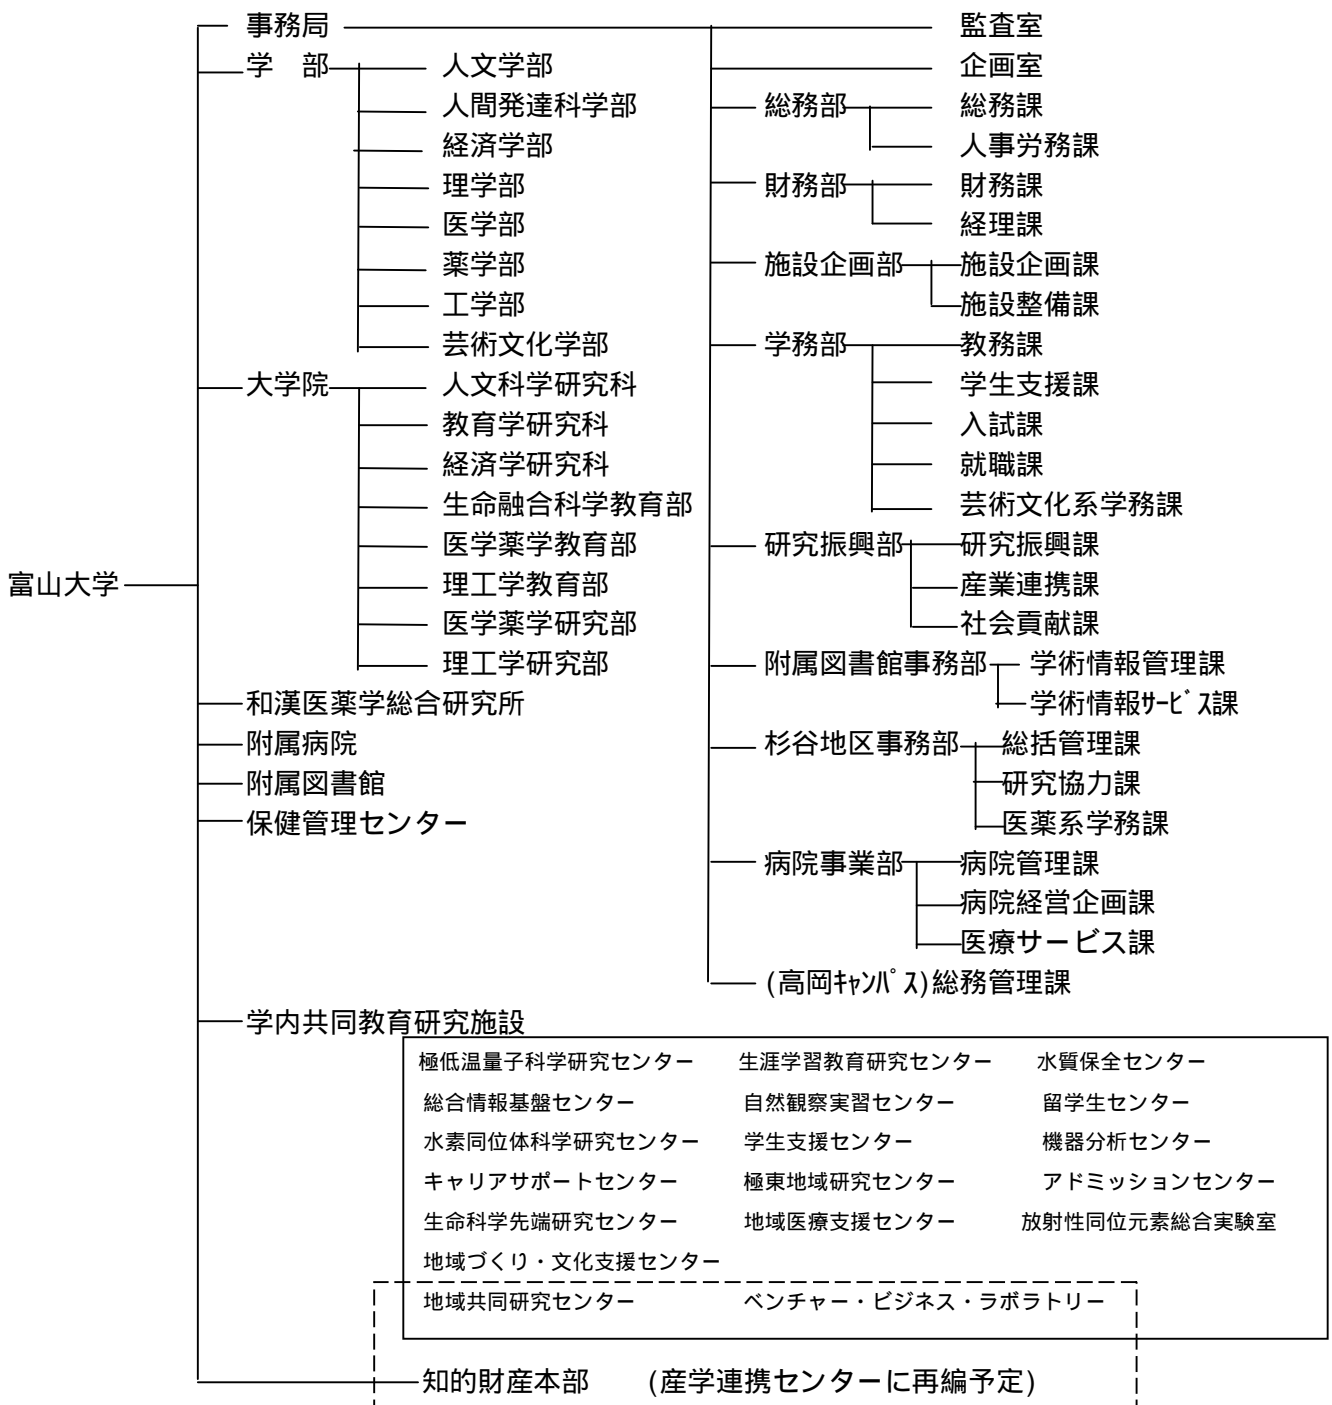 事務局 監査室
学 部 人文学部 企画室
人間発達科学部 総務部 総務課
経済学部 人事労務課
理学部 財務部 財務課
医学部 経理課
薬学部 施設企画部 施設企画課
工学部 施設整備課
芸術文化学部 学務部 教務課
大学院 人文科学研究科 学生支援課
教育学研究科 入試課
経済学研究科 就職課
生命融合科学教育部 芸術文化系学務課
医学薬学教育部 研究振興部 研究振興課
富山大学 理工学教育部 産業連携課
医学薬学研究部 社会貢献課
理工学研究部 附属図書館事務部 学術情報管理課
和漢医薬学総合研究所 学術情報ｻｰﾋﾞｽ課
附属病院 杉谷地区事務部 総括管理課
附属図書館 研究協力課
保健管理センター 医薬系学務課
病院事業部 病院管理課
病院経営企画課
医療サービス課
(高岡ｷｬﾝﾊﾟｽ)総務管理課
学内共同教育研究施設
極低温量子科学研究センター 生涯学習教育研究センター 水質保全センター
総合情報基盤センター 自然観察実習センター 留学生センター
水素同位体科学研究センター 学生支援センター 機器分析センター
キャリアサポートセンター 極東地域研究センター アドミッションセンター
生命科学先端研究センター 地域医療支援センター 放射性同位元素総合実験室
地域づくり・文化支援センター
地域共同研究センター ベンチャー・ビジネス・ラボラトリー
知的財産本部 (産学連携センターに再編予定)